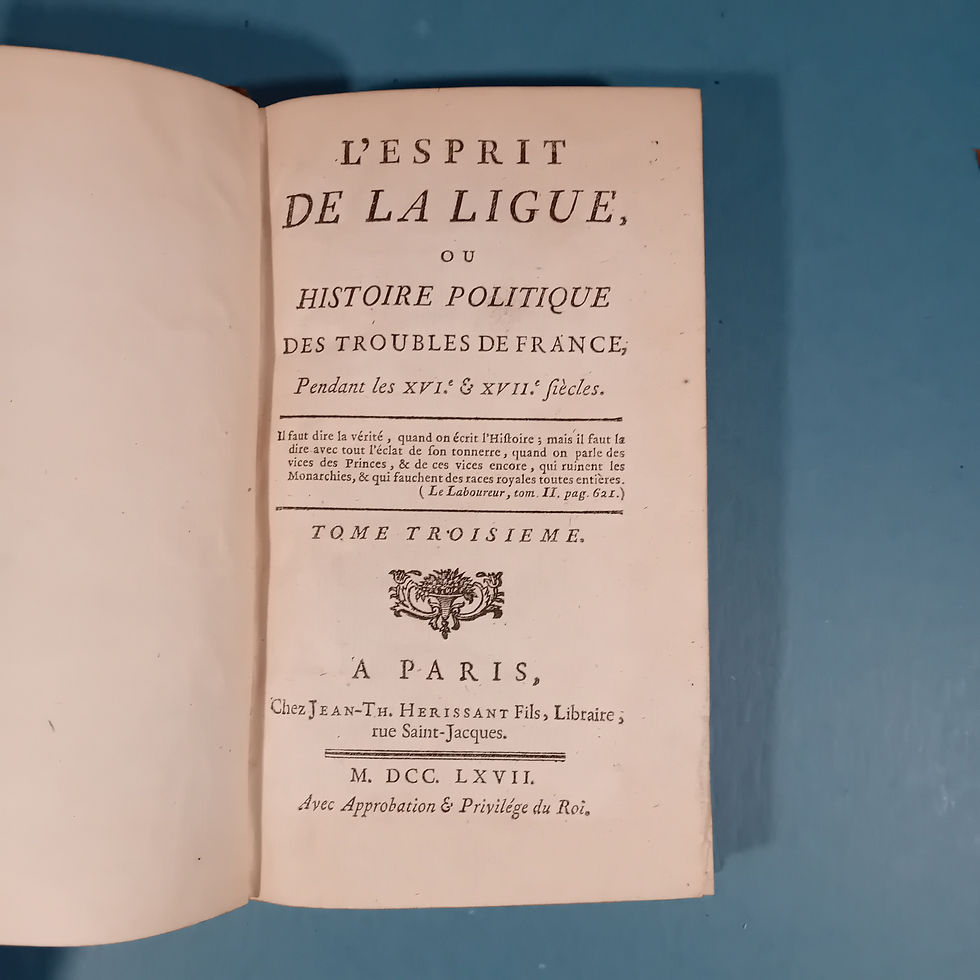 L'ESPRIT
DE LA LIGUE,
OU
HISTOIRE POLITIQUE
DES TROUBLES DE FRANCE,
Pendant les XVI.ᵉ & XVII.ᵉ ſiècles.
Il faut dire la vérité, quand on écrit l'Hiſtoire; mais il faut la
dire avec tout l'éclat de ſon tonnerre, quand on parle des
vices des Princes, & de ces vices encore, qui ruinent les
Monarchies, & qui fauchent des races royales toutes entières.
( Le Laboureur, tom. II. pag. 621.)
TOME TROISIEME.
A PARIS,
Chez JEAN-TH. HERISSANT Fils, Libraire,
rue Saint-Jacques.
M. DCC. LXVII.
Avec Approbation & Privilége du Roi.